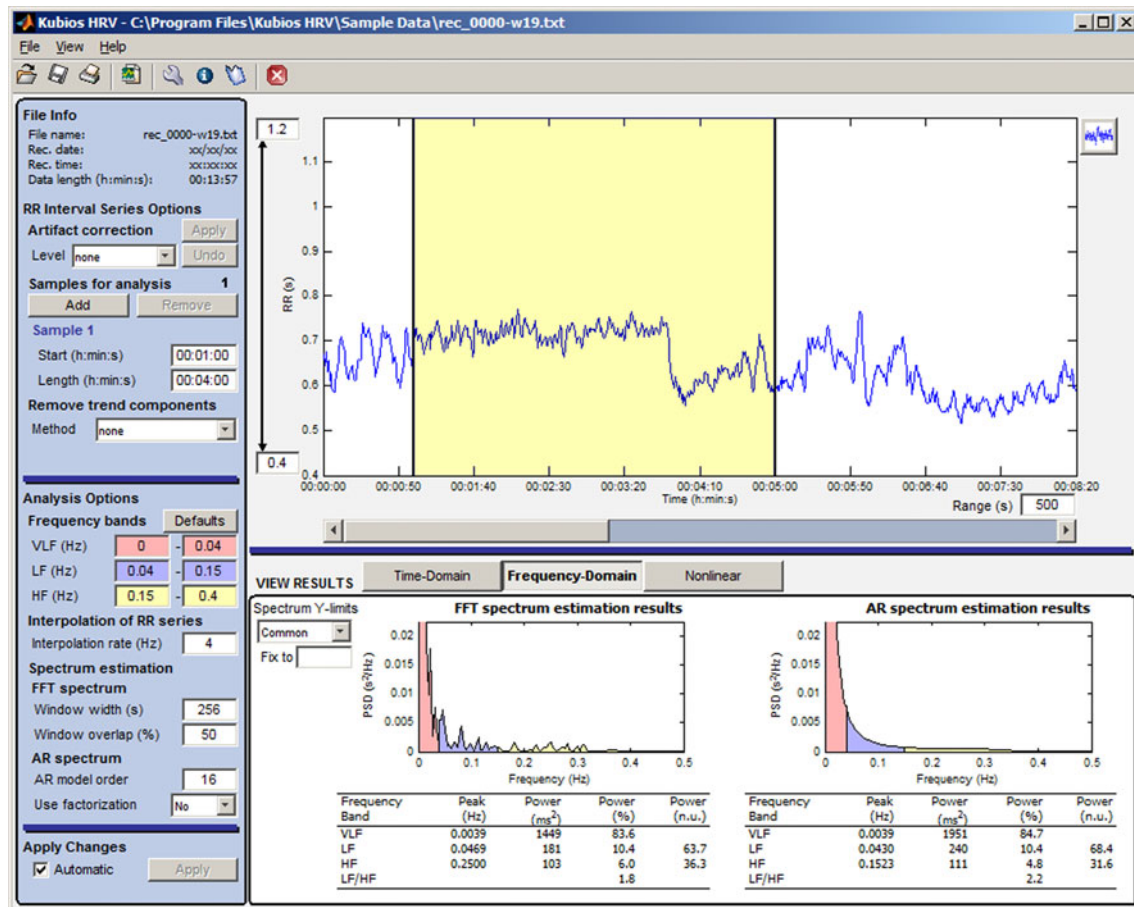 Kubios HRV - C:\Program Files\Kubios HRV\Sample Data\rec_0000-w19.txt
File View Help
File Info
File name: rec_0000-w19.txt
Rec. date: xx/xx/xx
Rec. time: xx:xx:xx
Data length (h:min:s): 00:13:57
RR Interval Series Options
Artifact correction Apply
Level none Undo
Samples for analysis 1
Add Remove
Sample 1
Start (h:min:s) 00:01:00
Length (h:min:s) 00:04:00
Remove trend components
Method none
Analysis Options
Frequency bands Defaults
VLF (Hz) 0 - 0.04
LF (Hz) 0.04 - 0.15
HF (Hz) 0.15 - 0.4
Interpolation of RR series
Interpolation rate (Hz) 4
Spectrum estimation
FFT spectrum
Window width (s) 256
Window overlap (%) 50
AR spectrum
AR model order 16
Use factorization No
Apply Changes
Automatic Apply
1.2
0.4
RR (s)
1.1
1
0.9
0.8
0.7
0.6
0.5
0.4
00:00:00 00:00:50 00:01:40 00:02:30 00:03:20 00:04:10 00:05:00 00:05:50 00:06:40 00:07:30 00:08:20
Time (h:min:s)
Range (s) 500
VIEW RESULTS Time-Domain Frequency-Domain Nonlinear
Spectrum Y-limits
Common
Fix to
FFT spectrum estimation results
PSD (s²/Hz)
0.02
0.015
0.01
0.005
0
0 0.1 0.2 0.3 0.4 0.5
Frequency (Hz)
Frequency Band Peak (Hz) Power (ms²) Power (%) Power (n.u.)
VLF 0.0039 1449 83.6
LF 0.0469 181 10.4 63.7
HF 0.2500 103 6.0 36.3
LF/HF 1.8
AR spectrum estimation results
PSD (s²/Hz)
0.02
0.015
0.01
0.005
0
0 0.1 0.2 0.3 0.4 0.5
Frequency (Hz)
Frequency Band Peak (Hz) Power (ms²) Power (%) Power (n.u.)
VLF 0.0039 1951 84.7
LF 0.0430 240 10.4 68.4
HF 0.1523 111 4.8 31.6
LF/HF 2.2